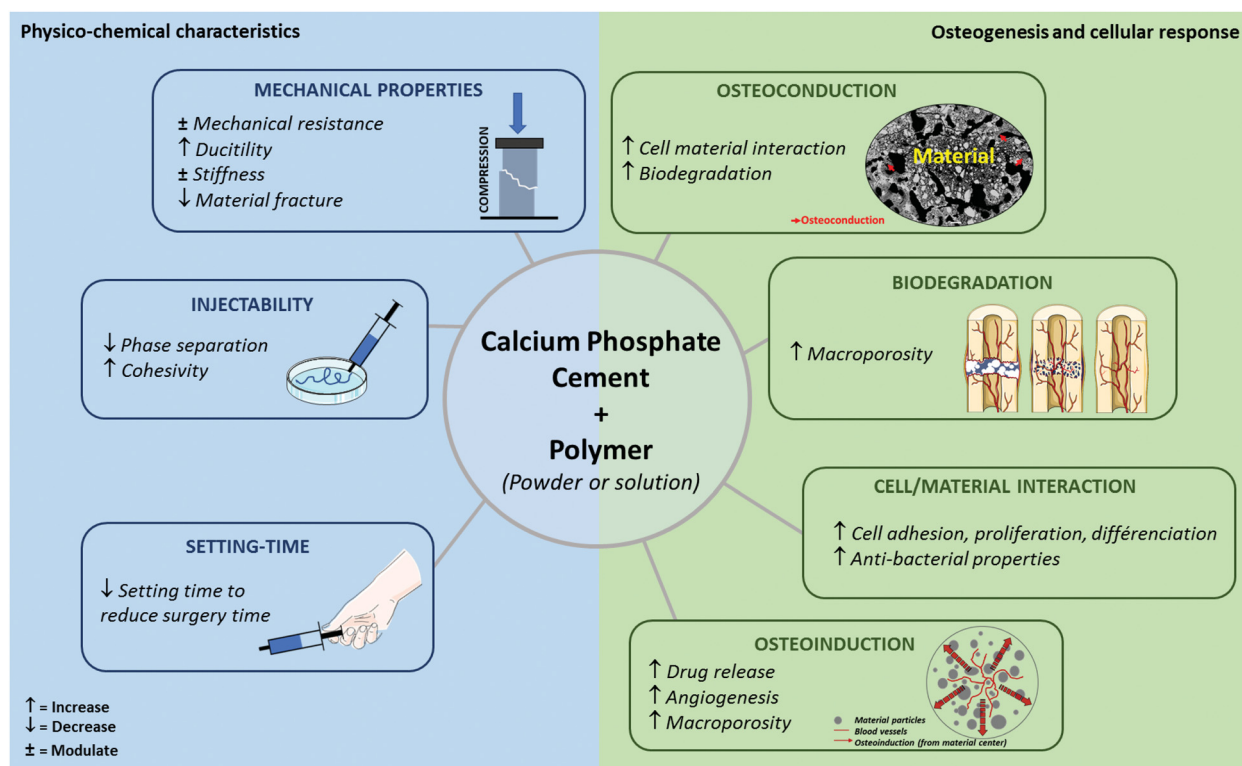 Physico-chemical characteristics
Osteogenesis and cellular response
MECHANICAL PROPERTIES
± Mechanical resistance
↑ Ductility
± Stiffness
↓ Material fracture
COMPRESSION
INJECTABILITY
↓ Phase separation
↑ Cohesivity
SETTING-TIME
↓ Setting time to
reduce surgery time
↑ = Increase
↓ = Decrease
± = Modulate
Calcium Phosphate
Cement
+
Polymer
(Powder or solution)
OSTEOCONDUCTION
↑ Cell material interaction
↑ Biodegradation
Material
→Osteoconduction
BIODEGRADATION
↑ Macroporosity
CELL/MATERIAL INTERACTION
↑ Cell adhesion, proliferation, différenciation
↑ Anti-bacterial properties
OSTEOINDUCTION
↑ Drug release
↑ Angiogenesis
↑ Macroporosity
Material particles
Blood vessels
Osteoinduction (from material center)